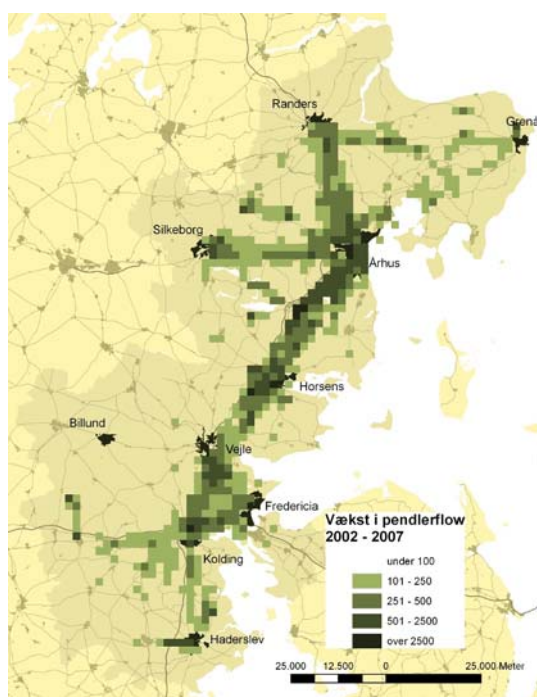 Randers
Grenå
Silkeborg
Århus
Horsens
Billund
Vejle
Fredericia
Kolding
Haderslev
Vækst i pendlerflow
2002 - 2007
under 100
101 - 250
251 - 500
501 - 2500
over 2500
25.000 12.500 0 25.000 Meter